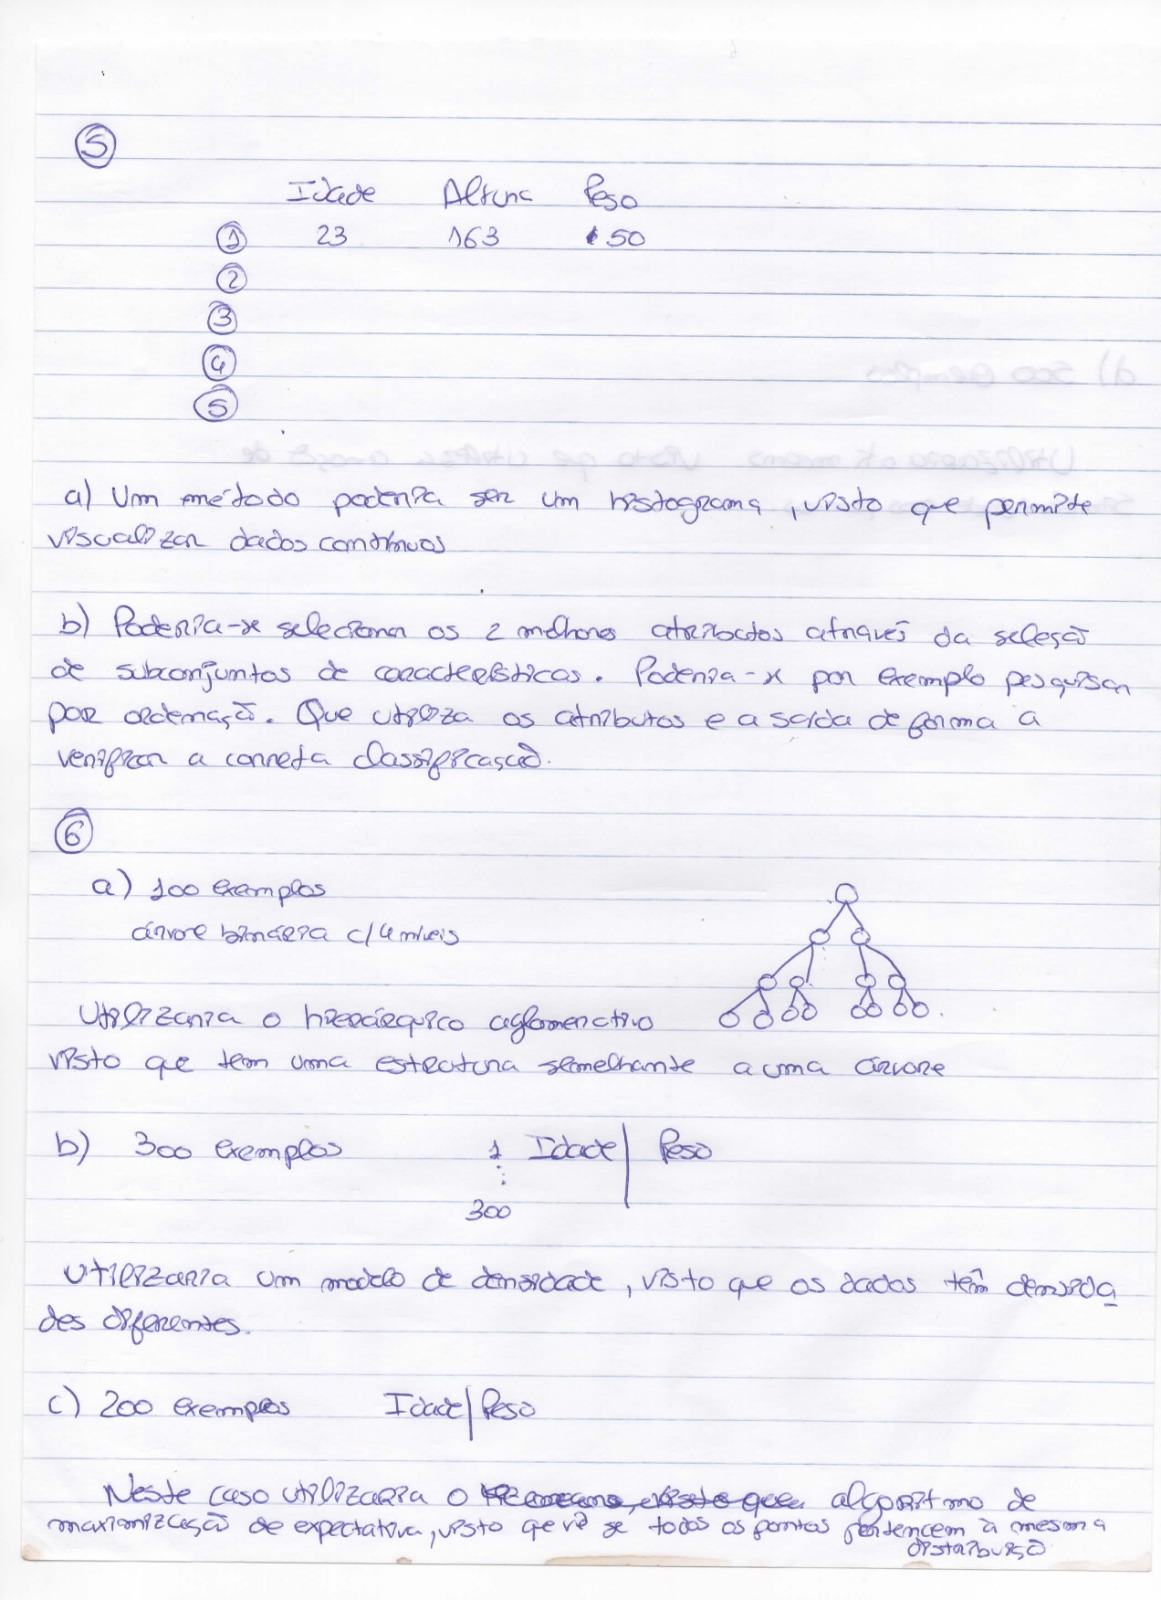 5
Idade Altura Peso
1 23 163 50
2
3
4
5
a) Um método poderia ser um histograma, visto que permite
visualizar dados contínuos
b) Poderia-se selecionar os 2 melhores atributos através da seleção
de subconjuntos de características. Poderia-se por exemplo pesquisar
por ordenação. Que utiliza os atributos e a saída de forma a
verificar a correta classificação.
6
a) 100 exemplos
árvore binária c/4 níveis
Utilizaria o hierárquico aglomerativo
visto que tem uma estrutura semelhante a uma árvore
b) 300 exemplos 1 Idade | Peso
300
Utilizaria um modelo de densidade, visto que os dados têm densida
des diferentes.
c) 200 exemplos Idade | Peso
Neste caso utilizaria o algoritmo de
maximização de expectativa, visto que vê se todos os pontos pertencem à mesma
distribuição